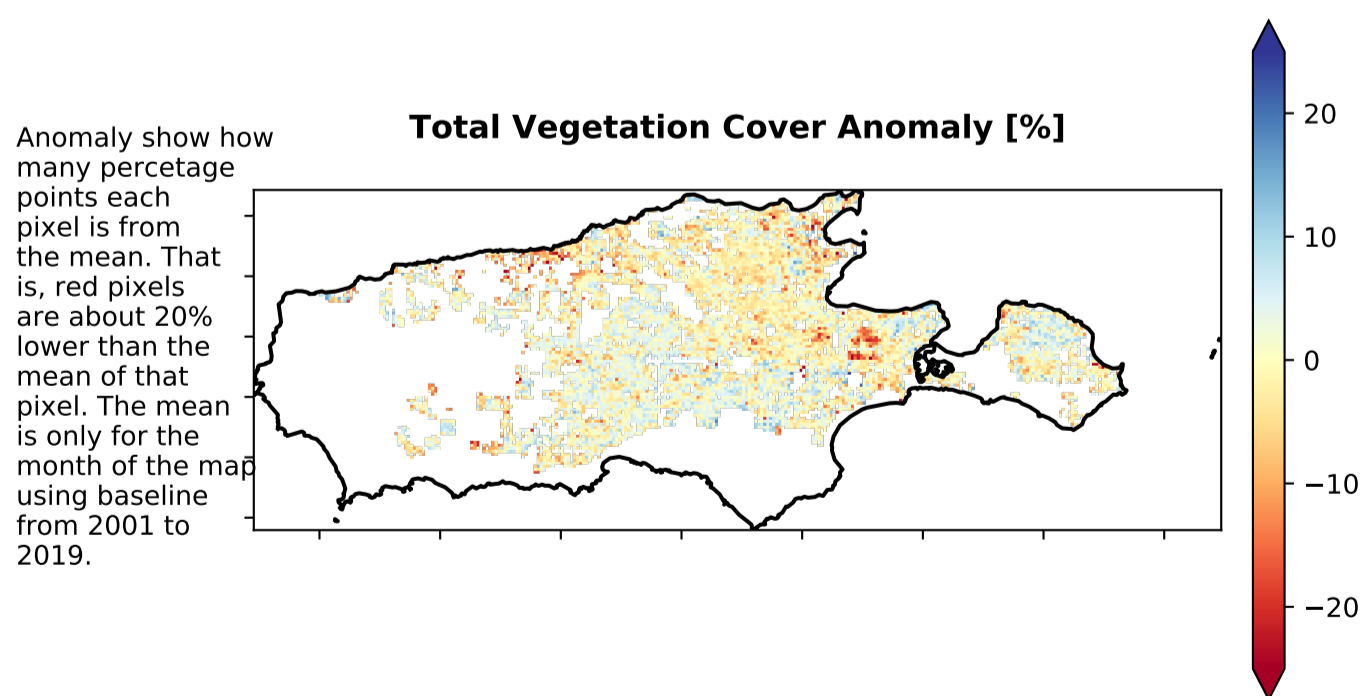 Total Vegetation Cover Anomaly [%]
Anomaly show how
many percetage
points each
pixel is from
the mean. That
is, red pixels
are about 20%
lower than the
mean of that
pixel. The mean
is only for the
month of the map
using baseline
from 2001 to
2019.
20
10
0
−10
−20